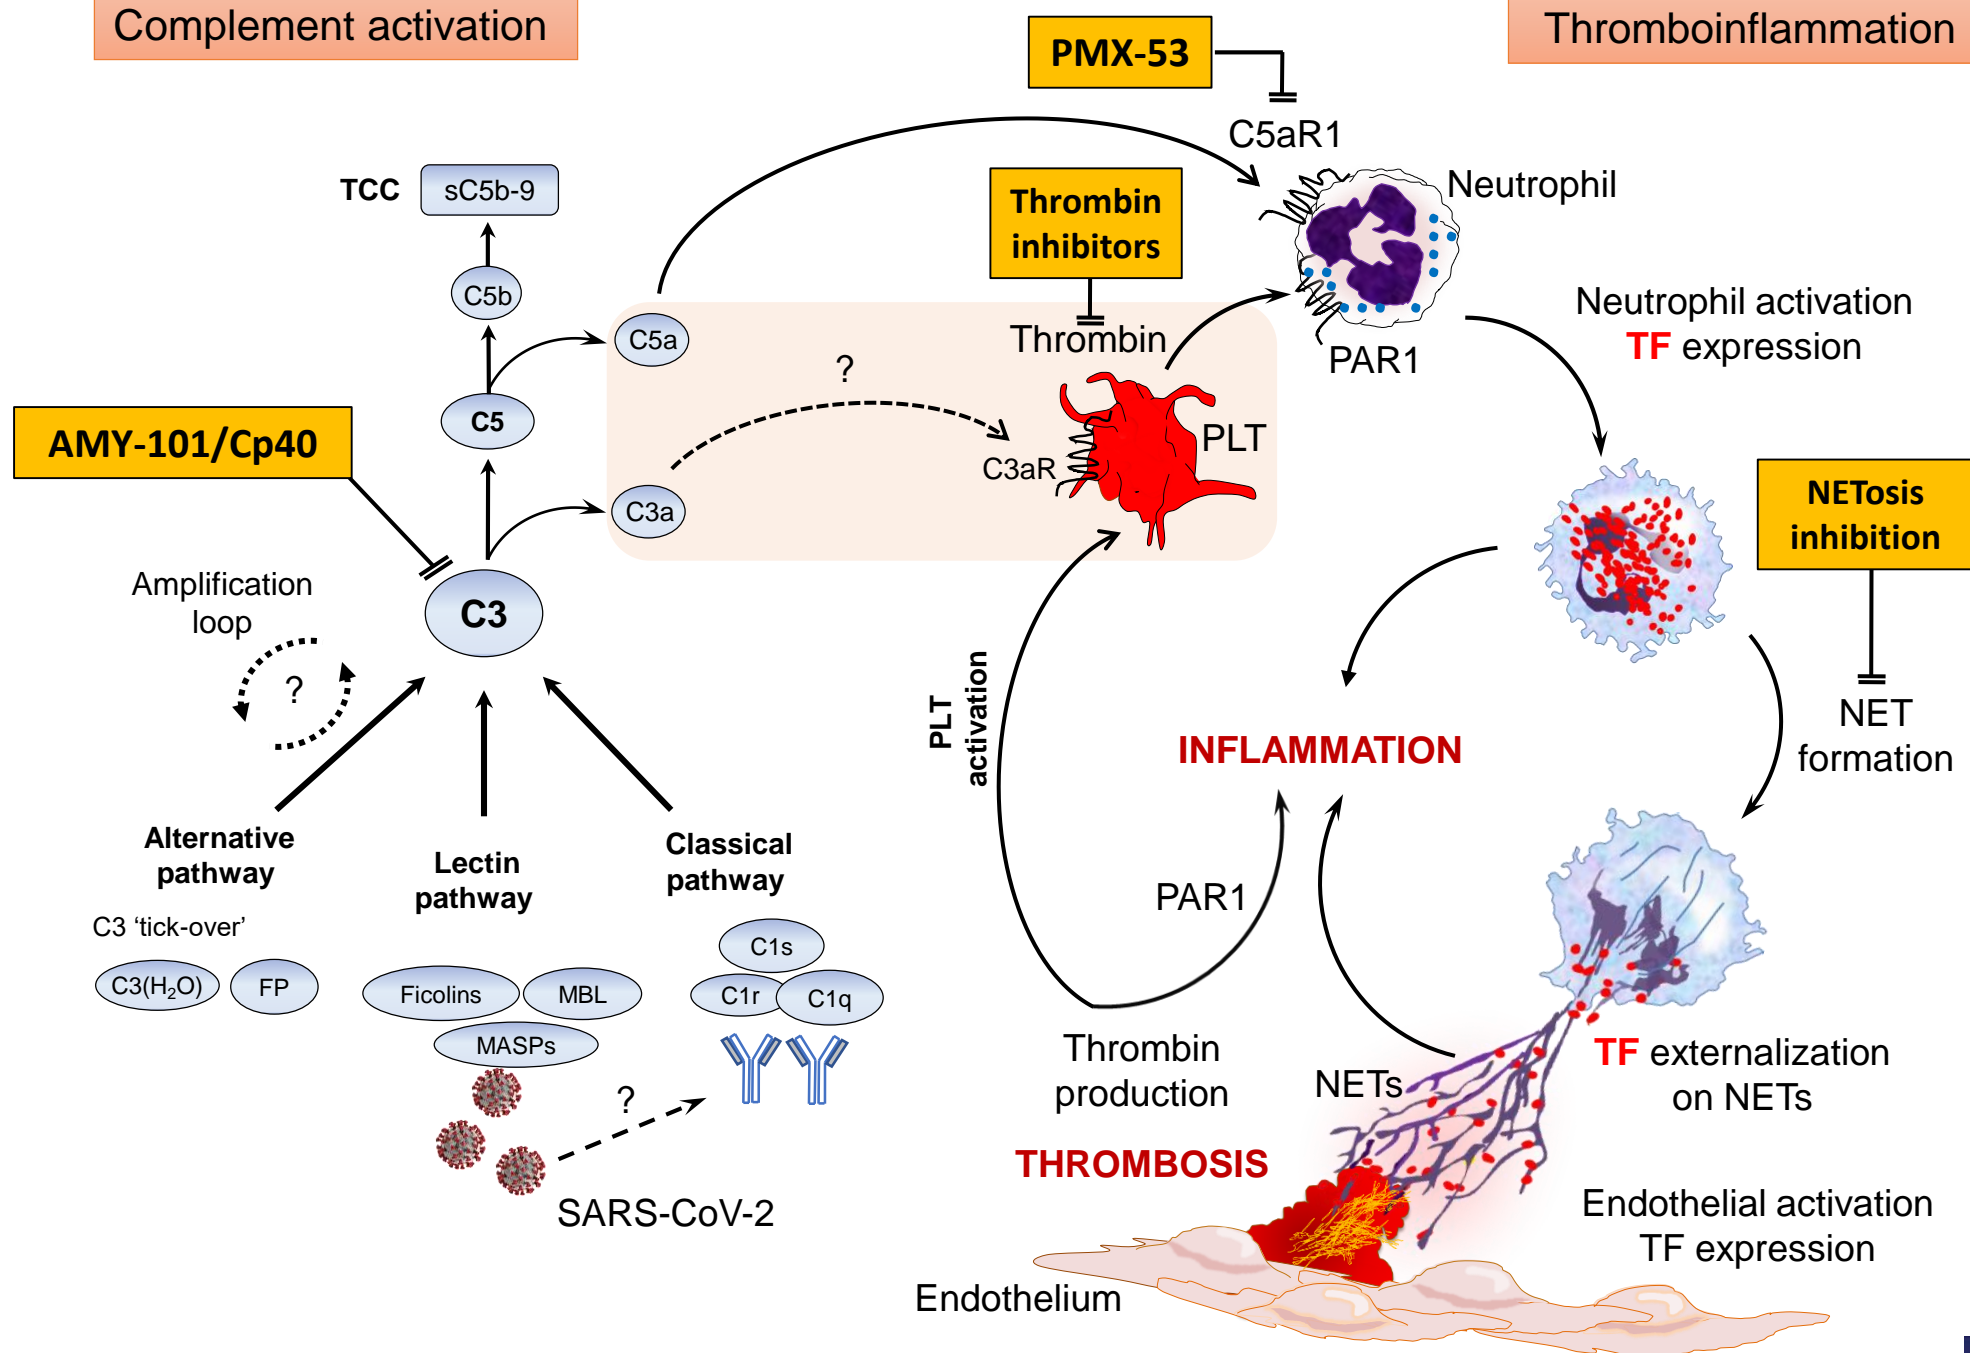 Complement activation
Thromboinflammation
PMX-53
C5aR1
Neutrophil
TCC
sC5b-9
Thrombin
inhibitors
C5b
C5a
Thrombin
?
PAR1
Neutrophil activation
TF expression
C5
AMY-101/Cp40
C3aR
PLT
C3a
NETosis
inhibition
Amplification
loop
?
C3
PLT
activation
INFLAMMATION
NET
formation
Alternative
pathway
Lectin
pathway
Classical
pathway
PAR1
C3 ‘tick-over’
C3(H₂O)
FP
Ficolins
MBL
MASPs
C1s
C1r
C1q
?
SARS-CoV-2
Thrombin
production
THROMBOSIS
NETs
TF externalization
on NETs
Endothelial activation
TF expression
Endothelium